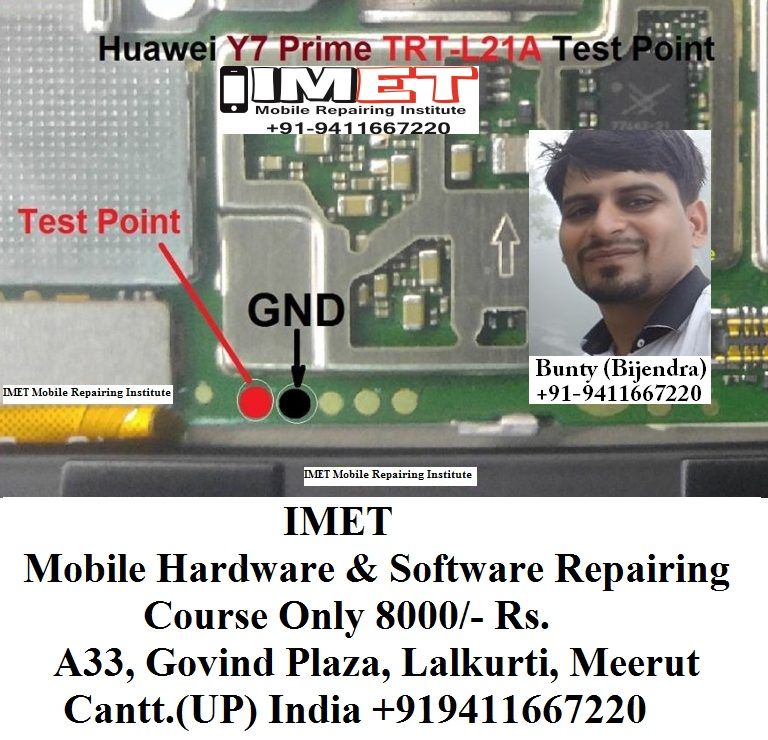 Huawei Y7 Prime TRT-L21A Test Point
IMET
Mobile Repairing Institute
+91-9411667220
Test Point
GND
Bunty (Bijendra)
+91-9411667220
IMET Mobile Repairing Institute
IMET Mobile Repairing Institute
IMET
Mobile Hardware & Software Repairing
Course Only 8000/- Rs.
A33, Govind Plaza, Lalkurti, Meerut
Cantt.(UP) India +919411667220